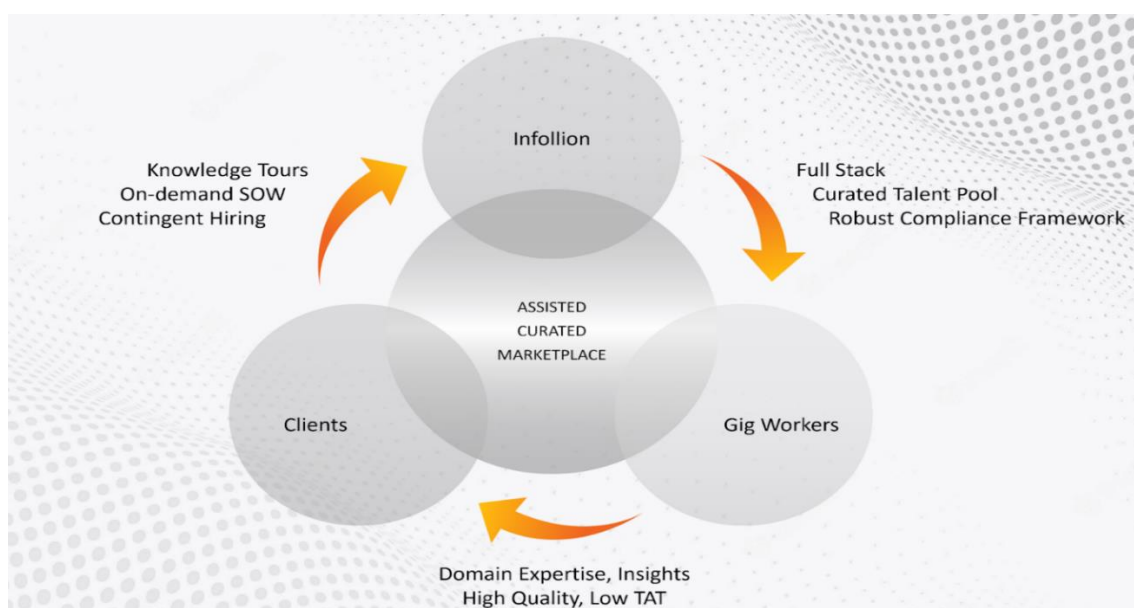 Infollion
Knowledge Tours
On-demand SOW
Contingent Hiring
Full Stack
Curated Talent Pool
Robust Compliance Framework
ASSISTED
CURATED
MARKETPLACE
Clients
Gig Workers
Domain Expertise, Insights
High Quality, Low TAT